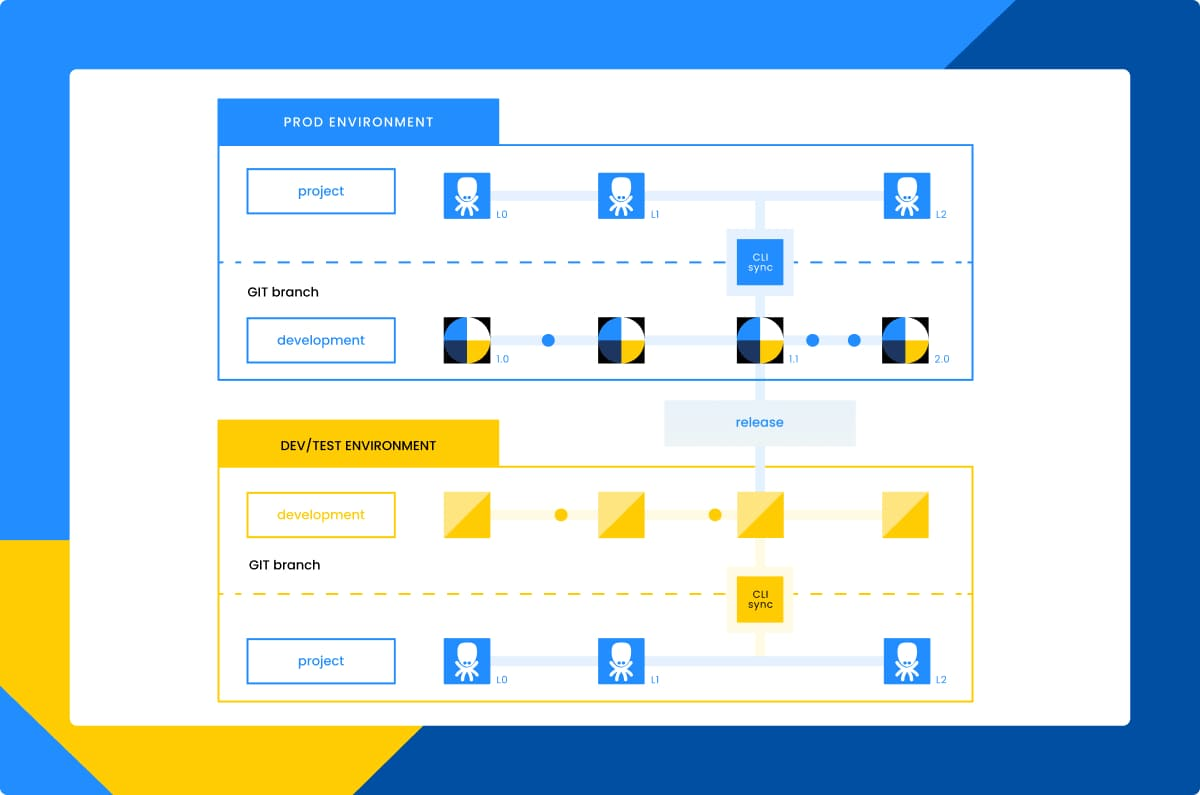 PROD ENVIRONMENT
project
L0
L1
L2
CLI
sync
GIT branch
development
1.0
1.1
2.0
release
DEV/TEST ENVIRONMENT
development
GIT branch
CLI
sync
project
L0
L1
L2